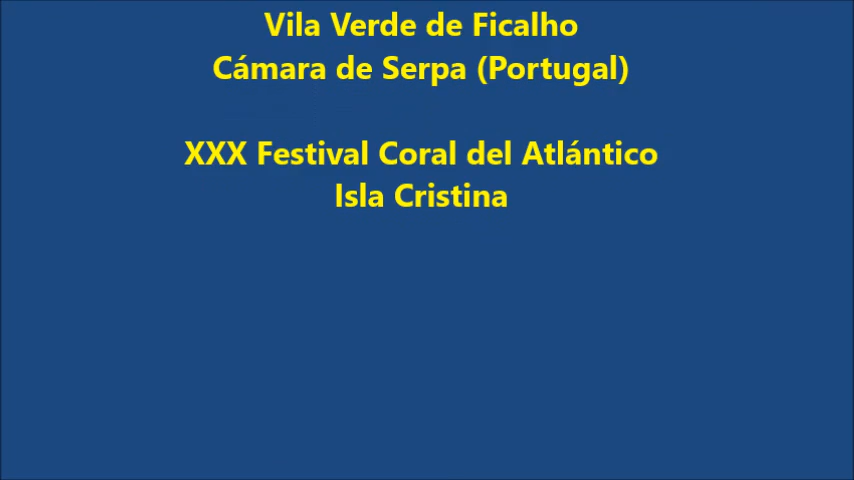 Vila Verde de Ficalho
Cámara de Serpa (Portugal)
XXX Festival Coral del Atlántico
Isla Cristina